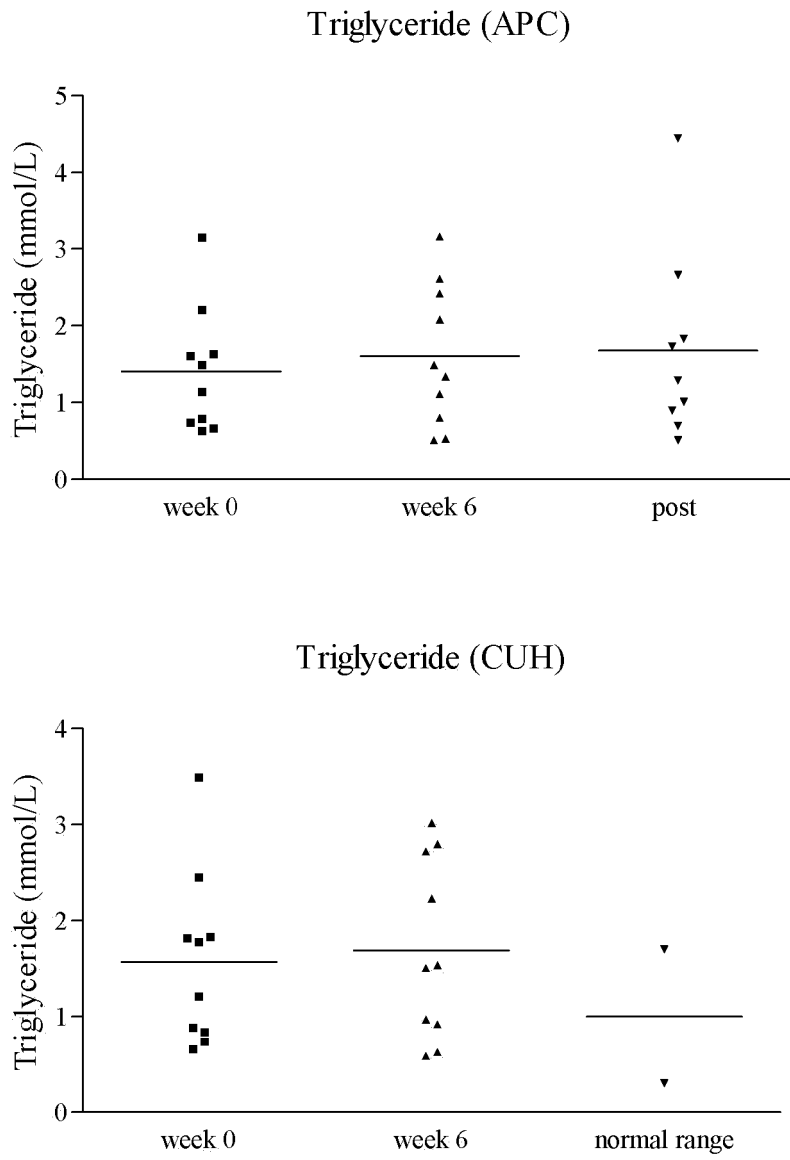 Triglyceride (APC)
Triglyceride (mmol/L)
5
4
3
2
1
0
week 0 week 6 post
Triglyceride (CUH)
Triglyceride (mmol/L)
4
3
2
1
0
week 0 week 6 normal range